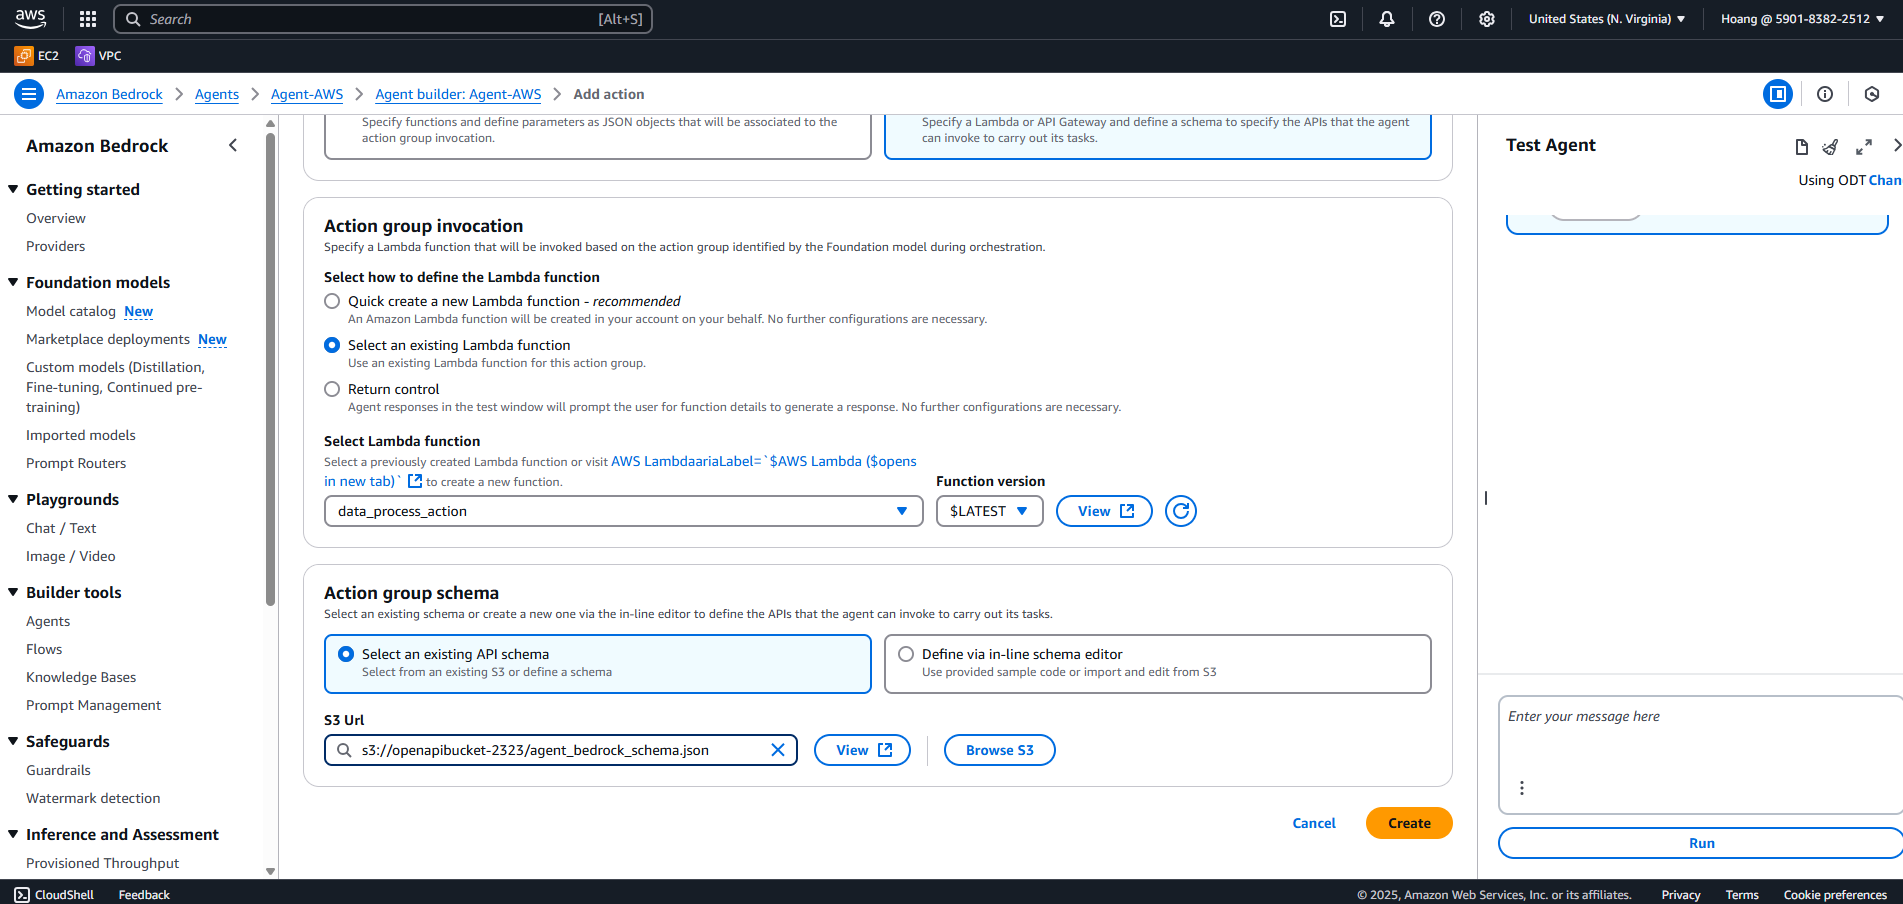 aws
Search
[Alt+S]
United States (N. Virginia)
Hoang @ 5901-8382-2512
EC2
VPC
Amazon Bedrock
Agents
Agent-AWS
Agent builder: Agent-AWS
Add action
Amazon Bedrock
Getting started
Overview
Providers
Foundation models
Model catalog New
Marketplace deployments New
Custom models (Distillation,
Fine-tuning, Continued pre-
training)
Imported models
Prompt Routers
Playgrounds
Chat / Text
Image / Video
Builder tools
Agents
Flows
Knowledge Bases
Prompt Management
Safeguards
Guardrails
Watermark detection
Inference and Assessment
Provisioned Throughput
Specify functions and define parameters as JSON objects that will be associated to the
action group invocation.
Specify a Lambda or API Gateway and define a schema to specify the APIs that the agent
can invoke to carry out its tasks.
Action group invocation
Specify a Lambda function that will be invoked based on the action group identified by the Foundation model during orchestration.
Select how to define the Lambda function
Quick create a new Lambda function - recommended
An Amazon Lambda function will be created in your account on your behalf. No further configurations are necessary.
Select an existing Lambda function
Use an existing Lambda function for this action group.
Return control
Agent responses in the test window will prompt the user for function details to generate a response. No further configurations are necessary.
Select Lambda function
Select a previously created Lambda function or visit AWS LambdaariaLabel=`$AWS Lambda ($opens
in new tab)` to create a new function.
data_process_action
Function version
$LATEST
View
Action group schema
Select an existing schema or create a new one via the in-line editor to define the APIs that the agent can invoke to carry out its tasks.
Select an existing API schema
Select from an existing S3 or define a schema
Define via in-line schema editor
Use provided sample code or import and edit from S3
S3 Url
s3://openapibucket-2323/agent_bedrock_schema.json
View
Browse S3
Cancel
Create
Test Agent
Using ODT Chan
Enter your message here
Run
CloudShell
Feedback
© 2025, Amazon Web Services, Inc. or its affiliates.
Privacy
Terms
Cookie preferences